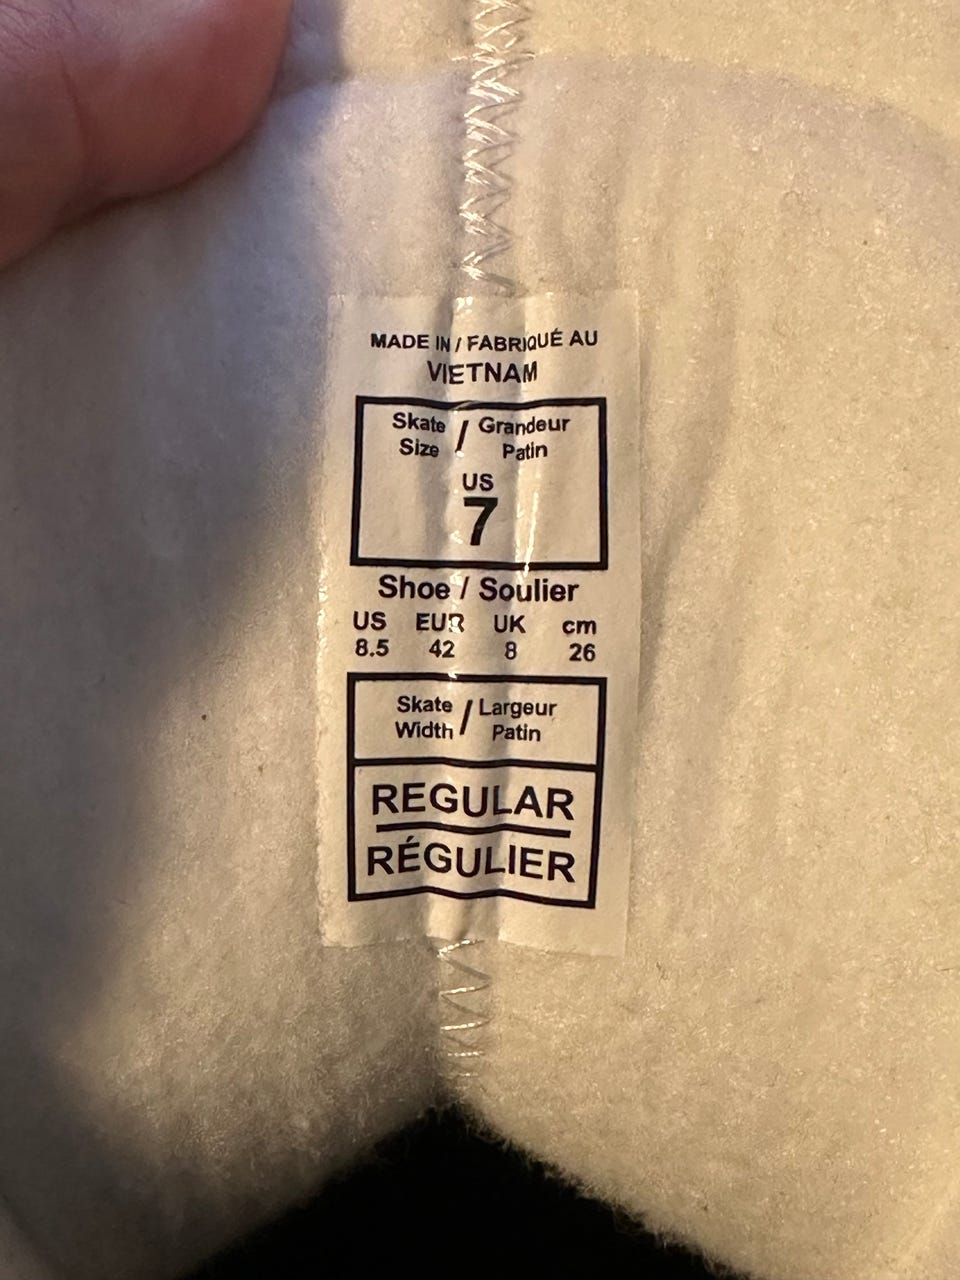 MADE IN / FABRIQUÉ AU
VIETNAM
Skate Size / Grandeur Patin
US
7
Shoe / Soulier
US EUR UK cm
8.5 42 8 26
Skate Width / Largeur Patin
REGULAR
RÉGULIER